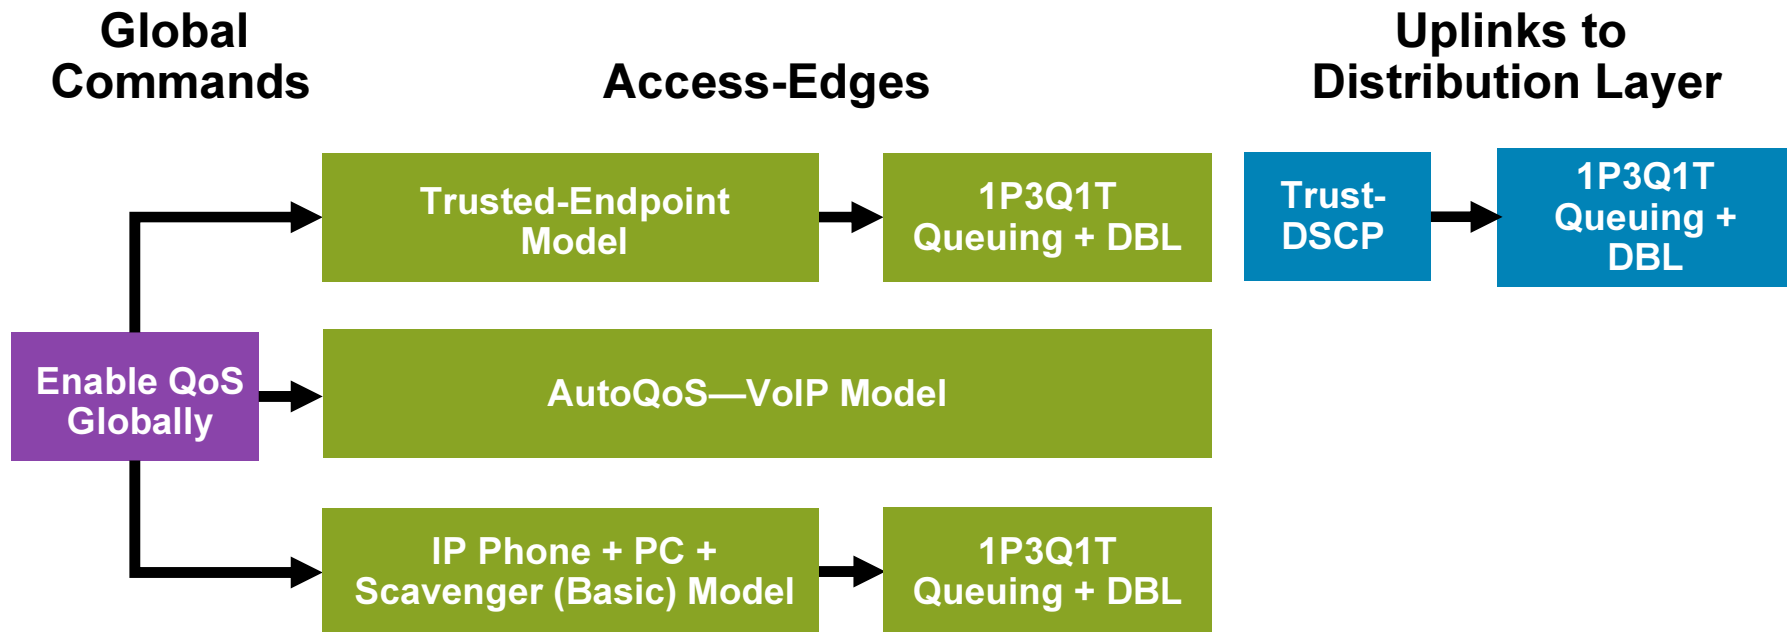 Global
Commands
Access-Edges
Uplinks to
Distribution Layer
Trusted-Endpoint
Model
1P3Q1T
Queuing + DBL
Trust-
DSCP
1P3Q1T
Queuing +
DBL
Enable QoS
Globally
AutoQoS—VoIP Model
IP Phone + PC +
Scavenger (Basic) Model
1P3Q1T
Queuing + DBL